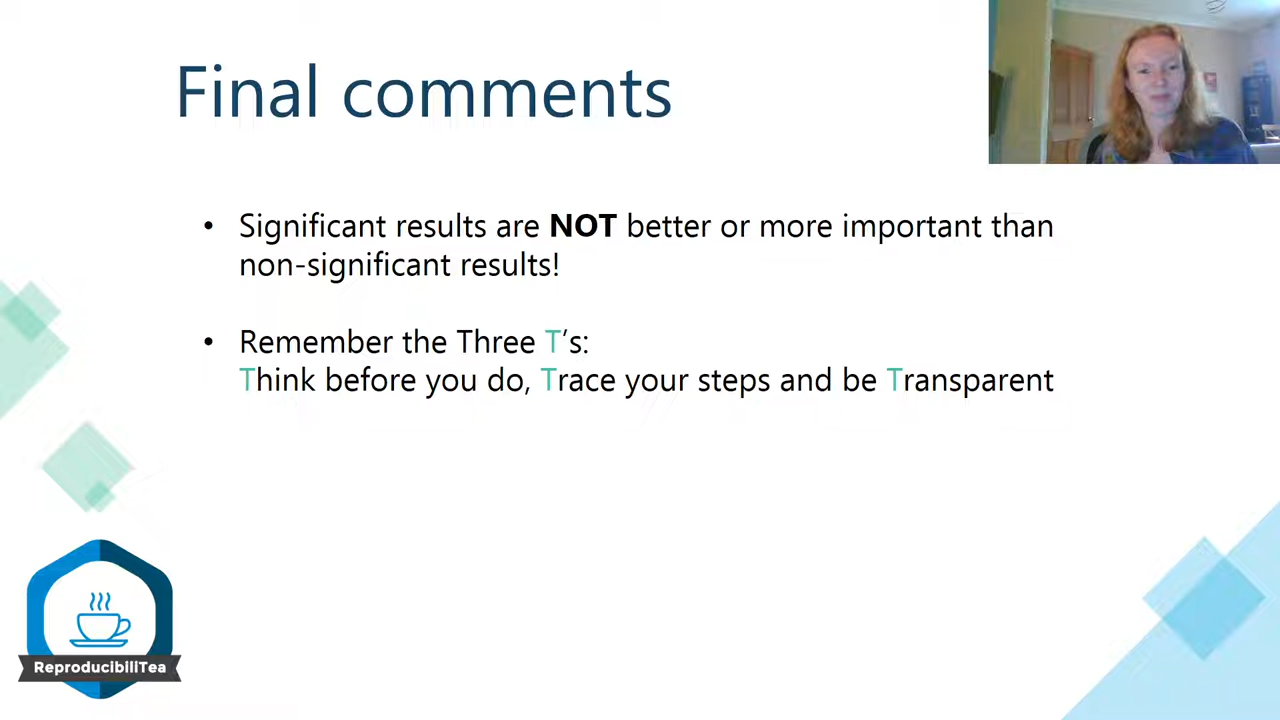 Final comments
• Significant results are NOT better or more important than
non-significant results!
• Remember the Three T’s:
Think before you do, Trace your steps and be Transparent
ReproducibiliTea